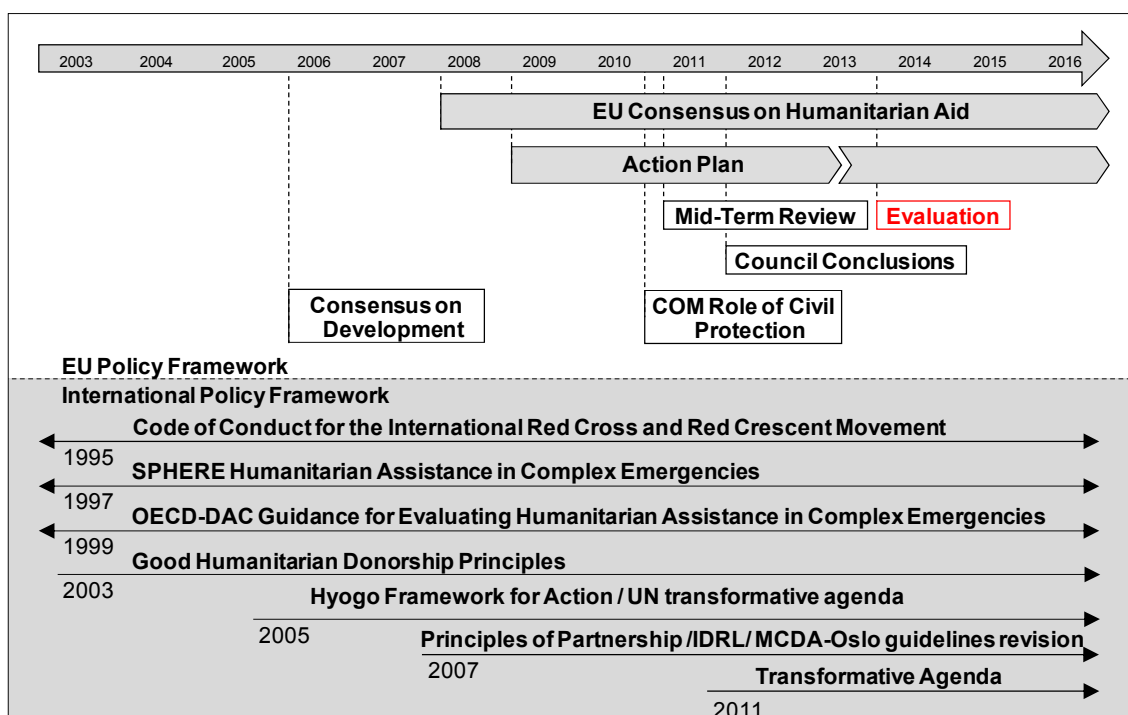 2003 2004 2005 2006 2007 2008 2009 2010 2011 2012 2013 2014 2015 2016
EU Consensus on Humanitarian Aid
Action Plan
Mid-Term Review
Evaluation
Council Conclusions
Consensus on
Development
COM Role of Civil
Protection
EU Policy Framework
International Policy Framework
Code of Conduct for the International Red Cross and Red Crescent Movement
1995
SPHERE Humanitarian Assistance in Complex Emergencies
1997
OECD-DAC Guidance for Evaluating Humanitarian Assistance in Complex Emergencies
1999
Good Humanitarian Donorship Principles
2003
Hyogo Framework for Action / UN transformative agenda
2005
Principles of Partnership /IDRL/ MCDA-Oslo guidelines revision
2007
Transformative Agenda
2011